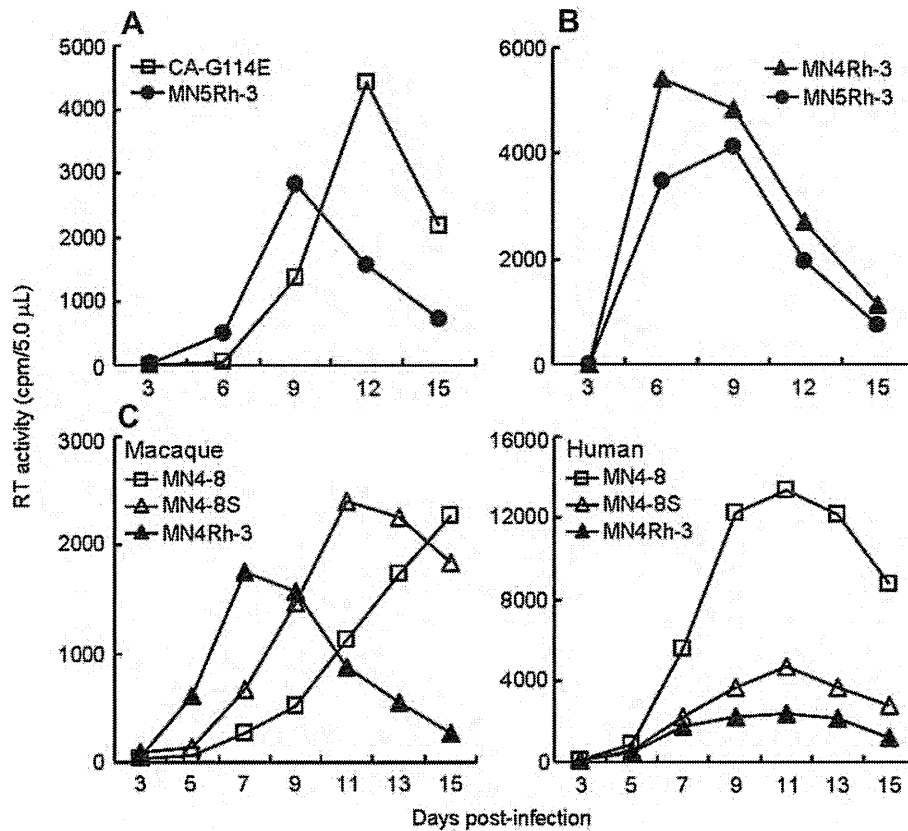 A
B
5000
4000
3000
2000
1000
0
CA-G114E
MN5Rh-3
3 6 9 12 15
6000
4000
2000
0
MN4Rh-3
MN5Rh-3
3 6 9 12 15
RT activity (cpm/5.0 μL)
C
3000
2000
1000
0
Macaque
MN4-8
MN4-8S
MN4Rh-3
3 5 7 9 11 13 15
16000
12000
8000
4000
0
Human
MN4-8
MN4-8S
MN4Rh-3
3 5 7 9 11 13 15
Days post-infection